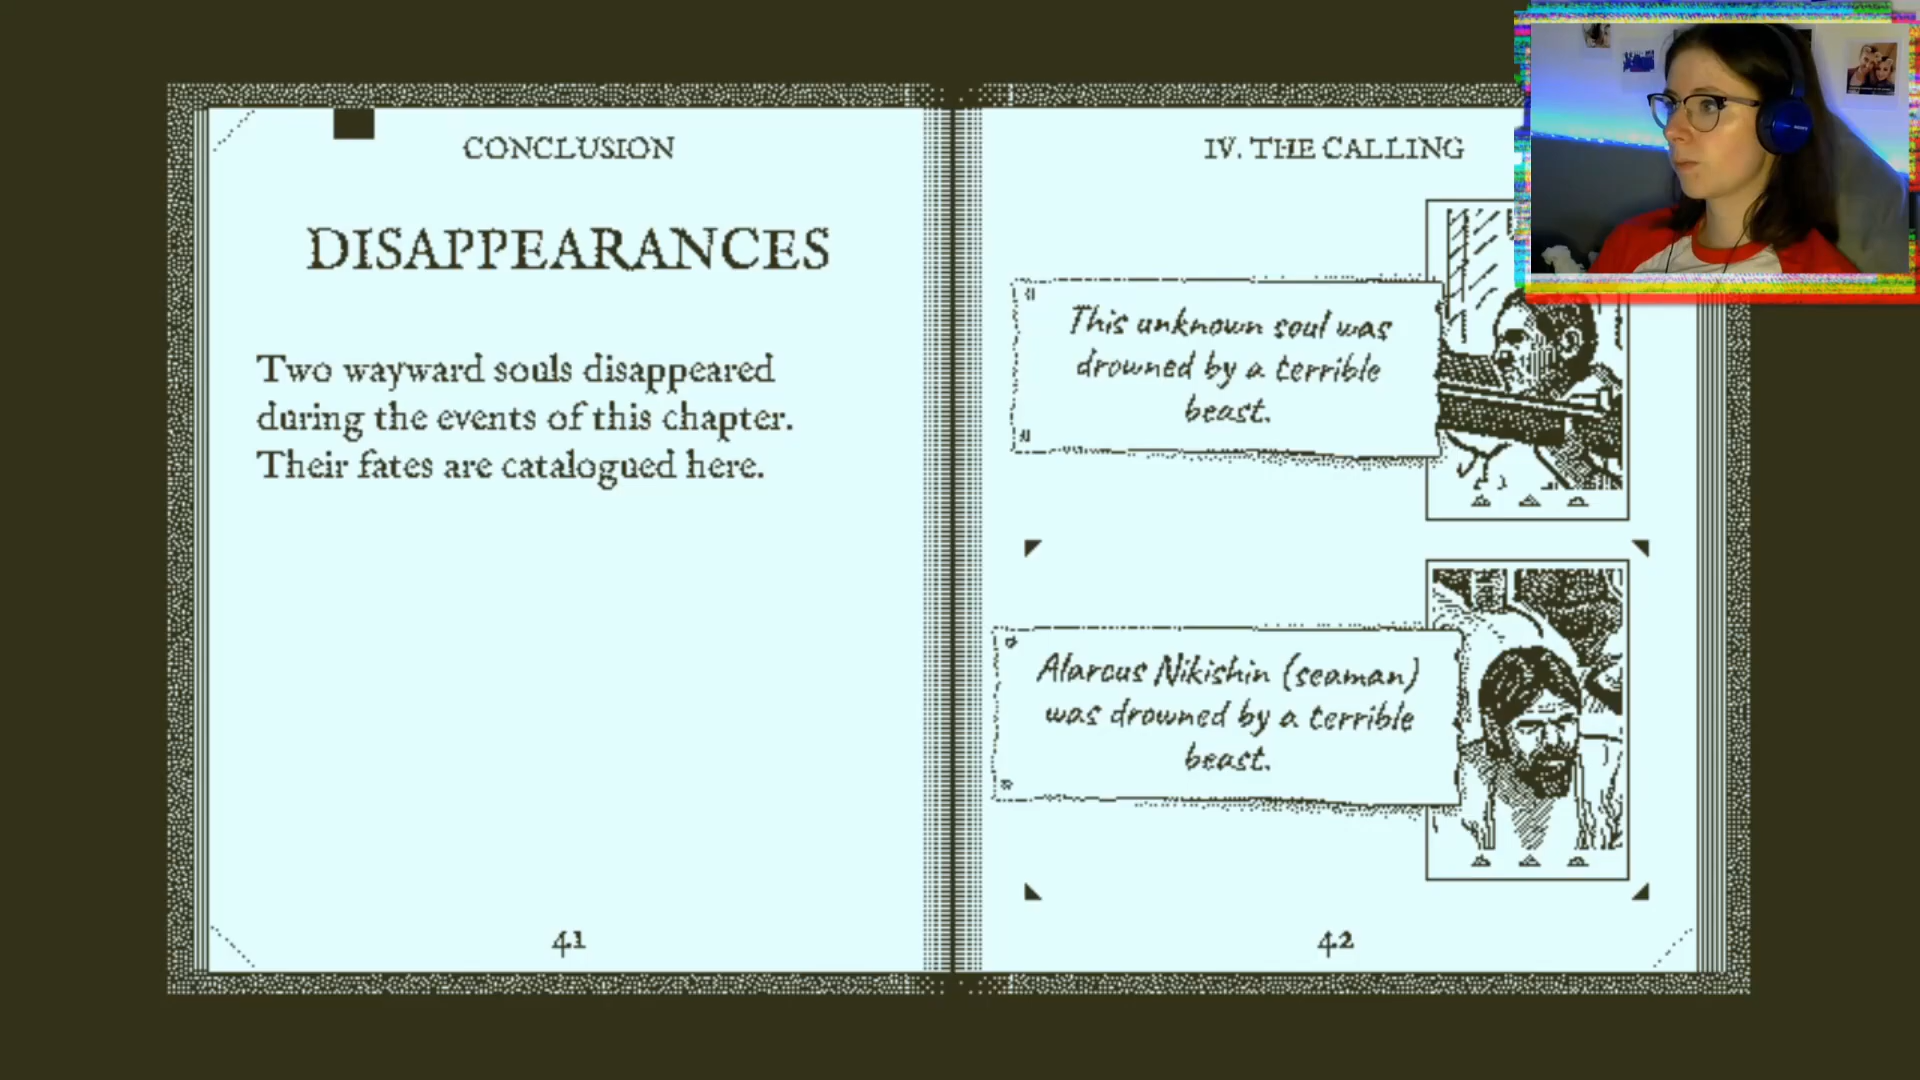 CONCLUSION
DISAPPEARANCES
Two wayward souls disappeared
during the events of this chapter.
Their fates are catalogued here.
41
IV. THE CALLING
This unknown soul was
drowned by a terrible
beast.
Alarcus Nikishin (seaman)
was drowned by a terrible
beast.
42